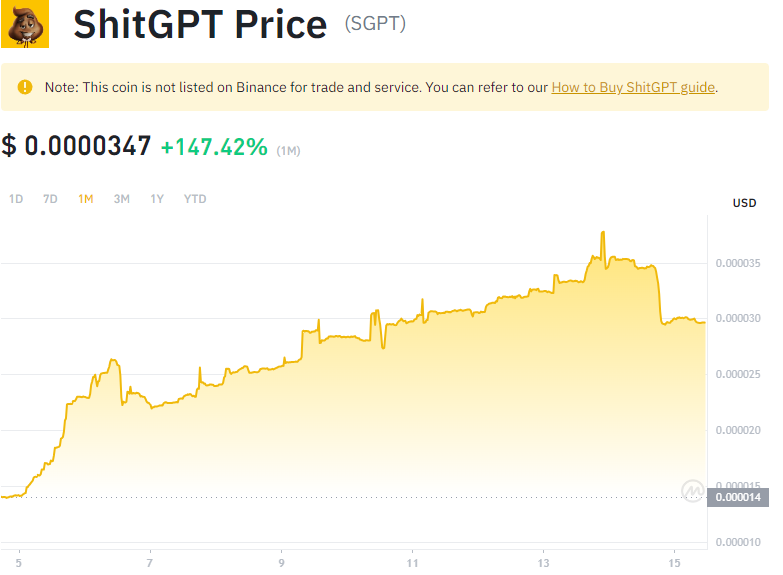 ShitGPT Price (SGPT)
Note: This coin is not listed on Binance for trade and service. You can refer to our How to Buy ShitGPT guide.
$ 0.0000347 +147.42% (1M)
1D 7D 1M 3M 1Y YTD
USD
0.000035
0.000030
0.000025
0.000020
0.000015
0.000014
0.000010
5 7 9 11 13 15